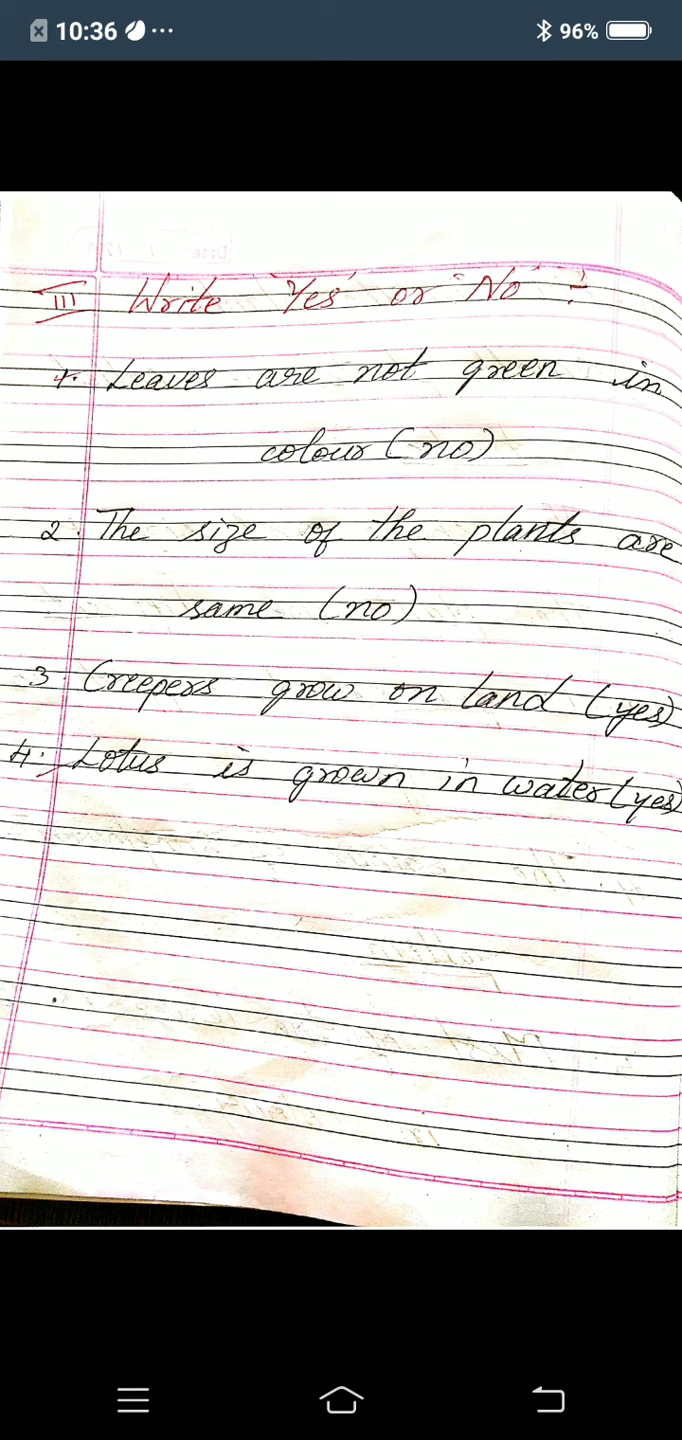 10:36 ... 96%
III Write "Yes" or "No" :-
1. Leaves are not green in
colour (no)
2. The size of the plants are
same (no)
3. Creepers grow on land (yes)
4. Lotus is grown in water (yes)